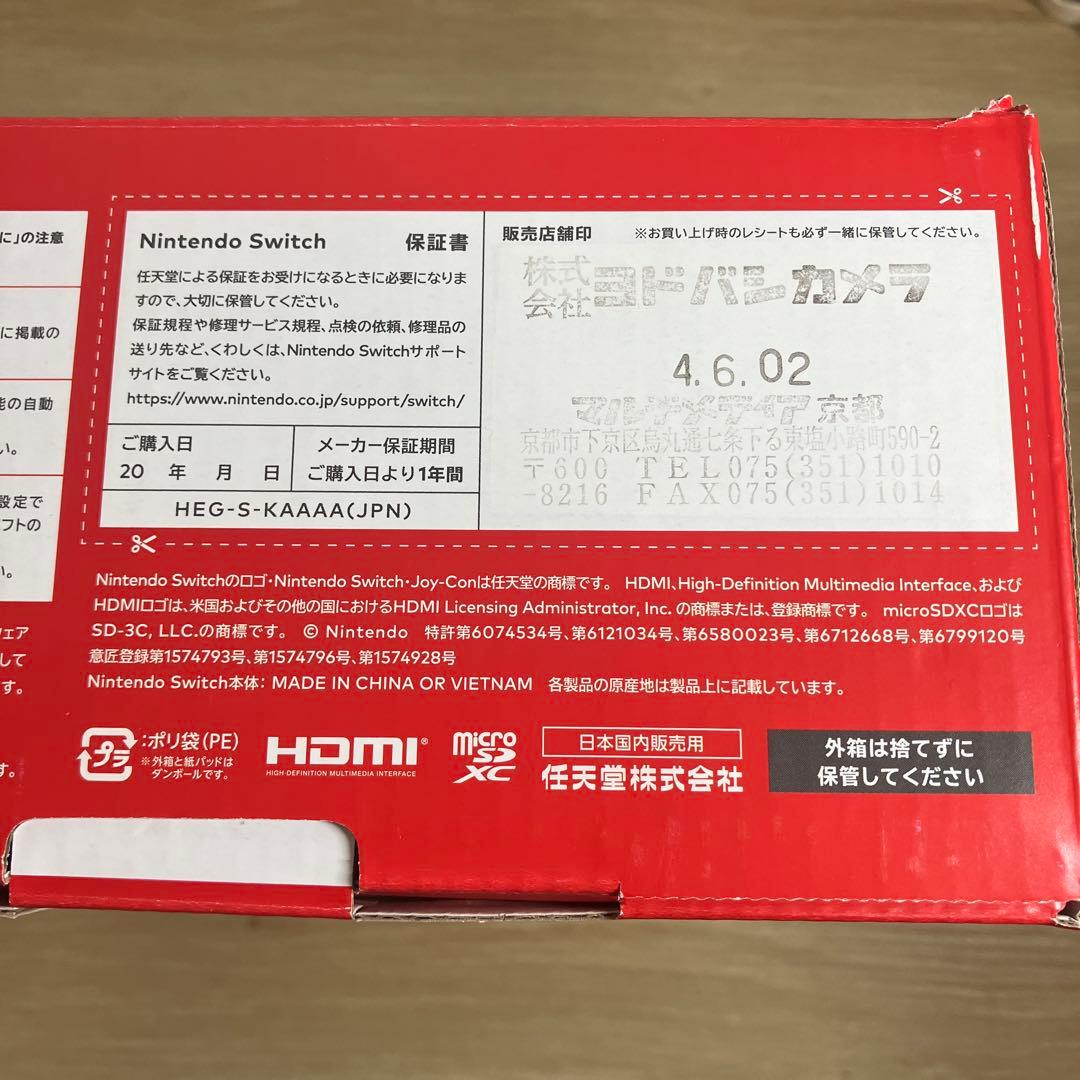 に」の注意
に掲載の
能の自動
い。
設定で
フトの
い。
ウェア
して
す。
す。
Nintendo Switch 保証書
任天堂による保証をお受けになるときに必要になりま
すので、大切に保管してください。
保証規程や修理サービス規程、点検の依頼、修理品の
送り先など、くわしくは、Nintendo Switchサポート
サイトをご覧ください。
https://www.nintendo.co.jp/support/switch/
ご購入日
20 年 月 日
メーカー保証期間
ご購入日より1年間
HEG-S-KAAAA(JPN)
販売店舗印 ※お買い上げ時のレシートも必ず一緒に保管してください。
株式会社ヨドバシカメラ
4.6.02
マルチメディア京都
京都市下京区烏丸通七条下る東塩小路町590-2
〒600 TEL075(351)1010
-8216 FAX075(351)1014
Nintendo Switchのロゴ・Nintendo Switch・Joy-Conは任天堂の商標です。 HDMI、High-Definition Multimedia Interface、および
HDMIロゴは、米国およびその他の国におけるHDMI Licensing Administrator, Inc. の商標または、登録商標です。 microSDXCロゴは
SD-3C, LLC.の商標です。 © Nintendo 特許第6074534号、第6121034号、第6580023号、第6712668号、第6799120号
意匠登録第1574793号、第1574796号、第1574928号
Nintendo Switch本体: MADE IN CHINA OR VIETNAM 各製品の原産地は製品上に記載しています。
プラ
:ポリ袋(PE)
※外箱と紙パッドは
ダンボールです。
HDMI®
HIGH-DEFINITION MULTIMEDIA INTERFACE
micro
SD
XC
日本国内販売用
任天堂株式会社
外箱は捨てずに
保管してください